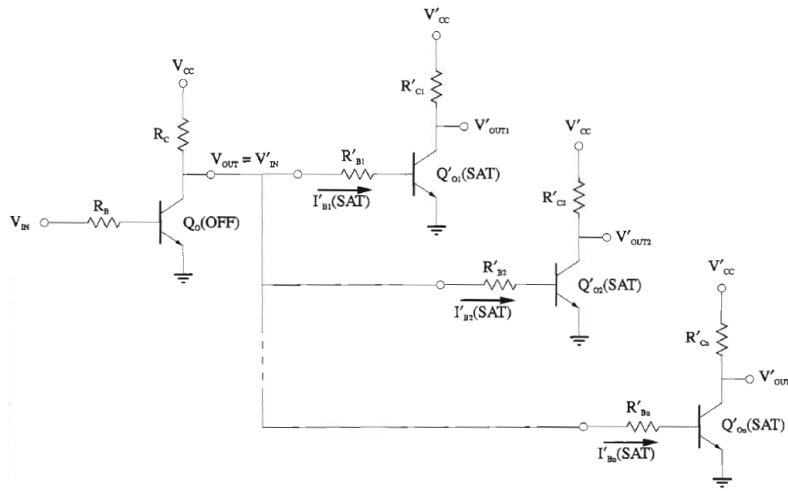 V'CC
R'C1
V'OUT1
VCC
RC
VOUT = V'IN
R'B1
Q'O1(SAT)
I'B1(SAT)
VIN
RB
QO(OFF)
V'CC
R'C2
V'OUT2
R'B2
Q'O2(SAT)
I'B2(SAT)
V'CC
R'Cn
V'OUT
R'Bn
Q'On(SAT)
I'Bn(SAT)